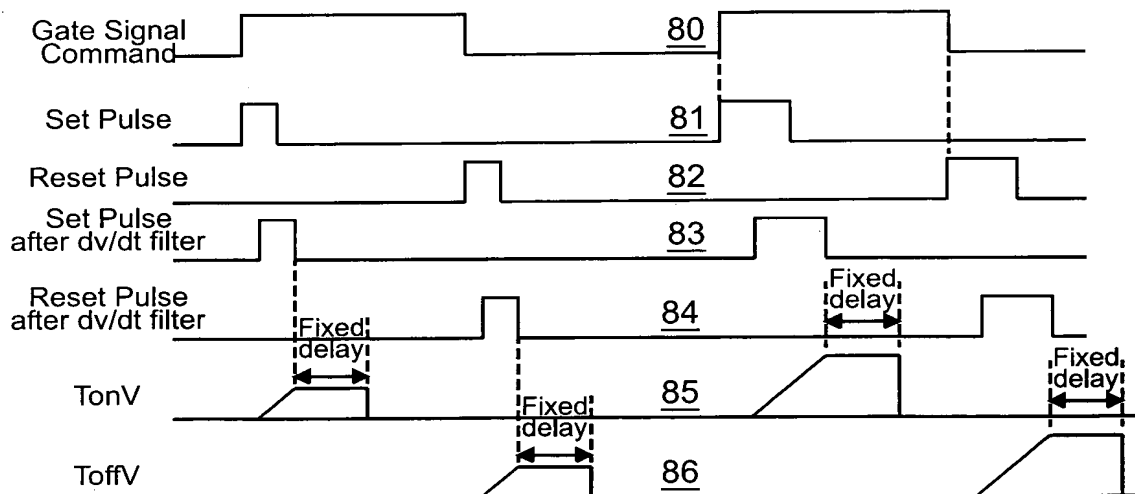 Gate Signal
Command
80
Set Pulse
81
Reset Pulse
82
Set Pulse
after dv/dt filter
83
Reset Pulse
after dv/dt filter
84
Fixed
delay
Fixed
delay
TonV
85
Fixed
delay
Fixed
delay
ToffV
86